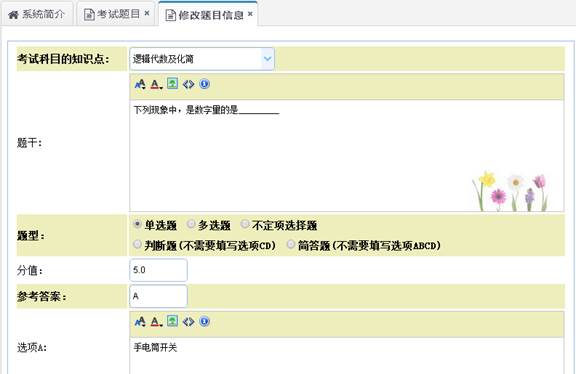 系统简介 考试题目 修改题目信息
考试科目的知识点: 逻辑代数及化简
题干:
下列现象中，是数字量的是________
题型: 单选题 多选题 不定项选择题
判断题(不需要填写选项CD) 简答题(不需要填写选项ABCD)
分值: 5.0
参考答案: A
选项A: 手电筒开关